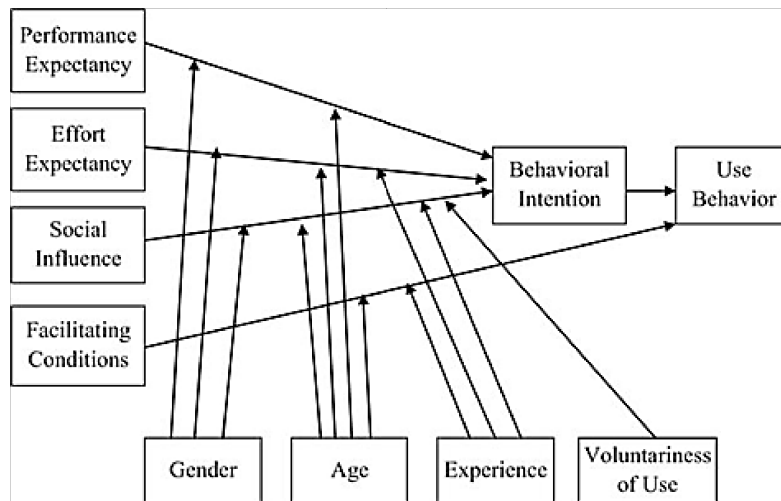 Performance
Expectancy
Effort
Expectancy
Social
Influence
Facilitating
Conditions
Behavioral
Intention
Use
Behavior
Gender
Age
Experience
Voluntariness
of Use